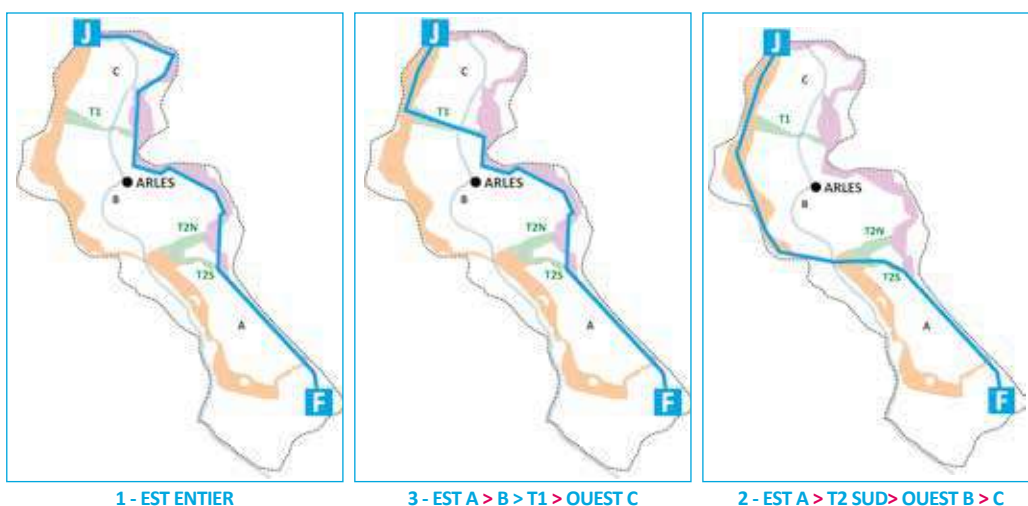 J
C
T1
ARLES
B
T2N
T2S
A
F
1 - EST ENTIER
J
C
T1
ARLES
B
T2N
T2S
A
F
3 - EST A > B > T1 > OUEST C
J
C
T1
ARLES
B
T2N
T2S
A
F
2 - EST A > T2 SUD> OUEST B > C